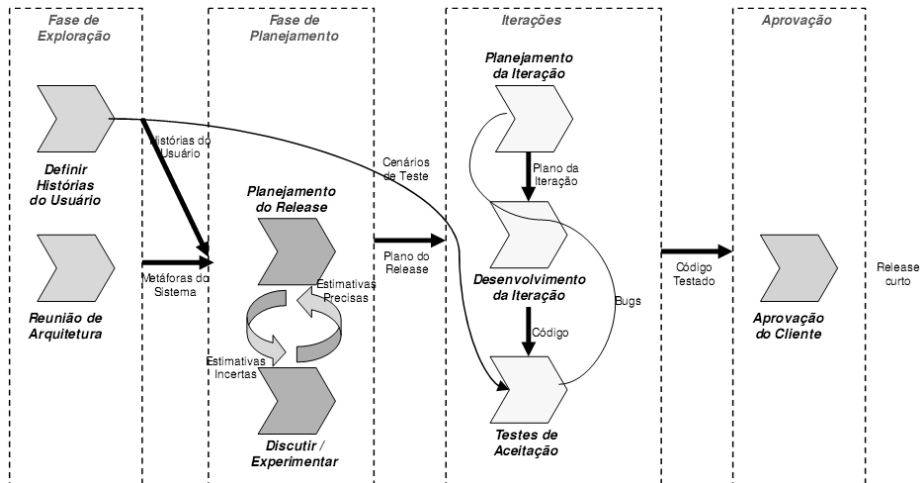 Fase de
Exploração
Fase de
Planejamento
Iterações
Aprovação
Definir
Histórias
do Usuário
Reunião de
Arquitetura
Histórias do
Usuário
Metáforas do
Sistema
Planejamento
do Release
Estimativas
Precisas
Estimativas
Incertas
Discutir /
Experimentar
Cenários
de Teste
Plano do
Release
Planejamento
da Iteração
Plano da
Iteração
Desenvolvimento
da Iteração
Código
Bugs
Testes de
Aceitação
Código
Testado
Aprovação
do Cliente
Release
curto